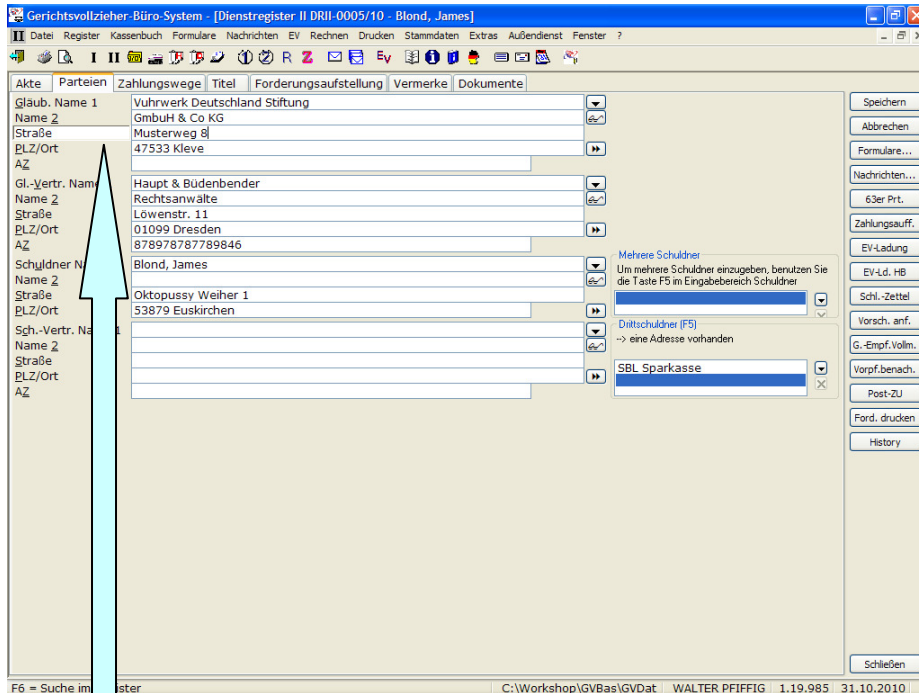 Gerichtsvollzieher-Büro-System - [Dienstregister II DRII-0005/10 - Blond, James]
II Datei Register Kassenbuch Formulare Nachrichten EV Rechnen Drucken Stammdaten Extras Außendienst Fenster ?
I II 1 2 R Z Ev
Akte Parteien Zahlungswege Titel Forderungsaufstellung Vermerke Dokumente
Gläub. Name 1 Vuhrwerk Deutschland Stiftung
Name 2 GmbuH & Co KG
Straße Musterweg 8
PLZ/Ort 47533 Kleve
AZ
Gl.-Vertr. Name Haupt & Büdenbender
Name 2 Rechtsanwälte
Straße Löwenstr. 11
PLZ/Ort 01099 Dresden
AZ 878978787789846
Schuldner N Blond, James
Name 2
Straße Oktopussy Weiher 1
PLZ/Ort 53879 Euskirchen
Sch.-Vertr. Na 1
Name 2
Straße
PLZ/Ort
AZ
Mehrere Schuldner
Um mehrere Schuldner einzugeben, benutzen Sie
die Taste F5 im Eingabebereich Schuldner
Drittschuldner (F5)
--> eine Adresse vorhanden
SBL Sparkasse
Speichern
Abbrechen
Formulare...
Nachrichten...
63er Prt.
Zahlungsauff.
EV-Ladung
EV-Ld. HB
Schl.-Zettel
Vorsch. anf.
G.-Empf.Vollm.
Vorpf.benach.
Post-ZU
Ford. drucken
History
Schließen
F6 = Suche im ster C:\Workshop\GVBas\GVDat WALTER PFIFFIG 1.19.985 31.10.2010